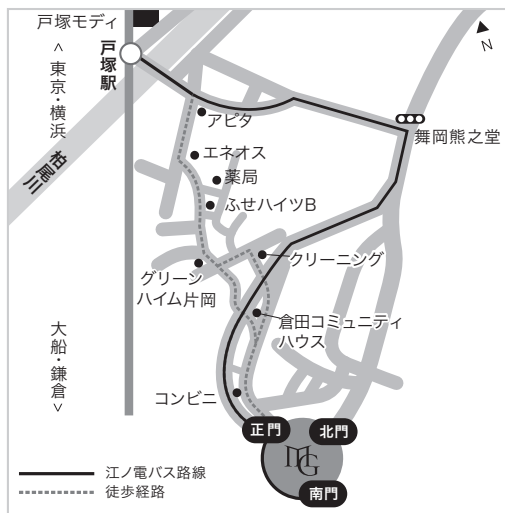 戸塚モディ
戸塚駅
< 東京・横浜
柏尾川
N
アピタ
舞岡熊之堂
エネオス
薬局
ふせハイツB
クリーニング
グリーン
ハイム片岡
倉田コミュニティ
ハウス
大船・鎌倉 >
コンビニ
正門
北門
MG
南門
江ノ電バス路線
徒歩経路